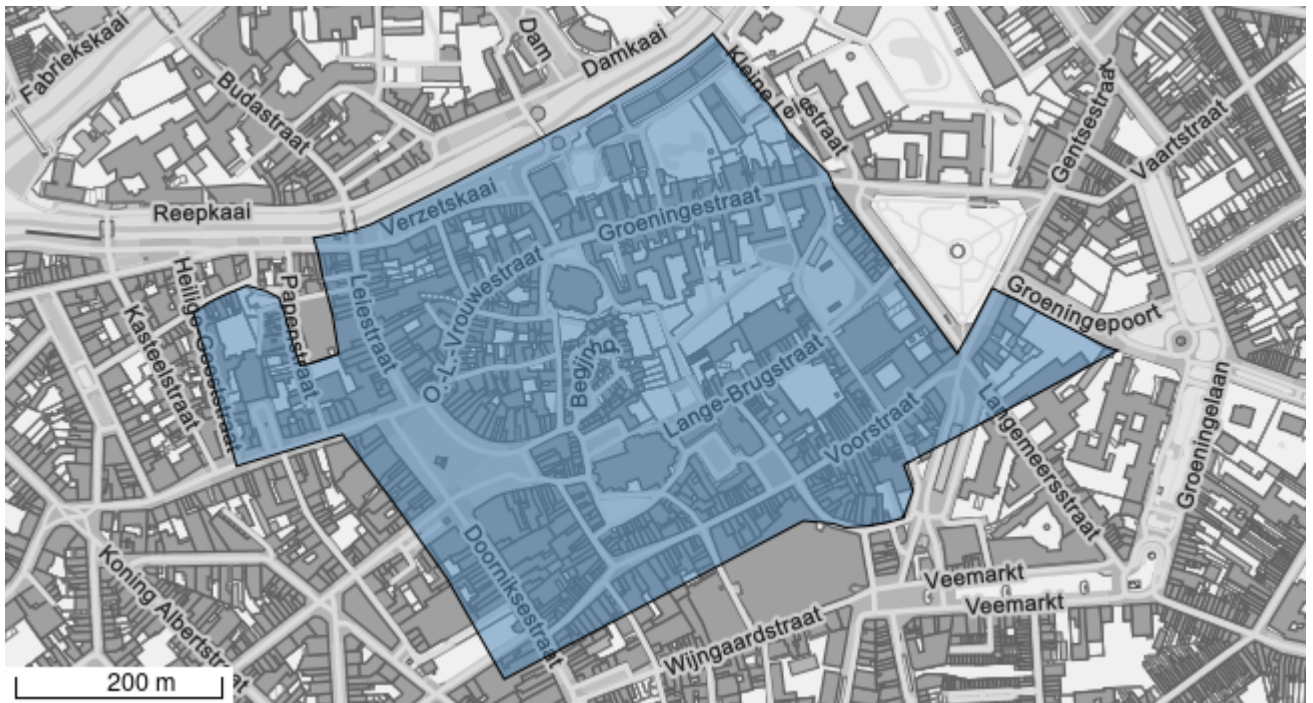 Fabriekskaai
Budastraat
Dam
Damkaai
Kleine Leiestraat
Gentsestraat
Vaartstraat
Reepkaai
Verzetskaai
Groeningestraat
Heilige-Geeststraat
Papenstraat
Leiestraat
O.-L.-Vrouwestraat
Groeningepoort
Kasteelstraat
Begijnho
Lange-Brugstraat
Voorstraat
Langemeersstraat
Groeningelaan
Doorniksestraat
Koning Albertstraat
Veemarkt
Veemarkt
Wijngaardstraat
200 m